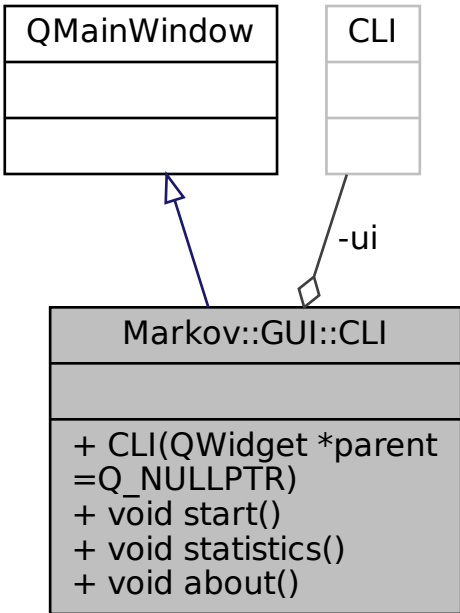 QMainWindow
CLI
-ui
Markov::GUI::CLI
+ CLI(QWidget *parent
=Q_NULLPTR)
+ void start()
+ void statistics()
+ void about()